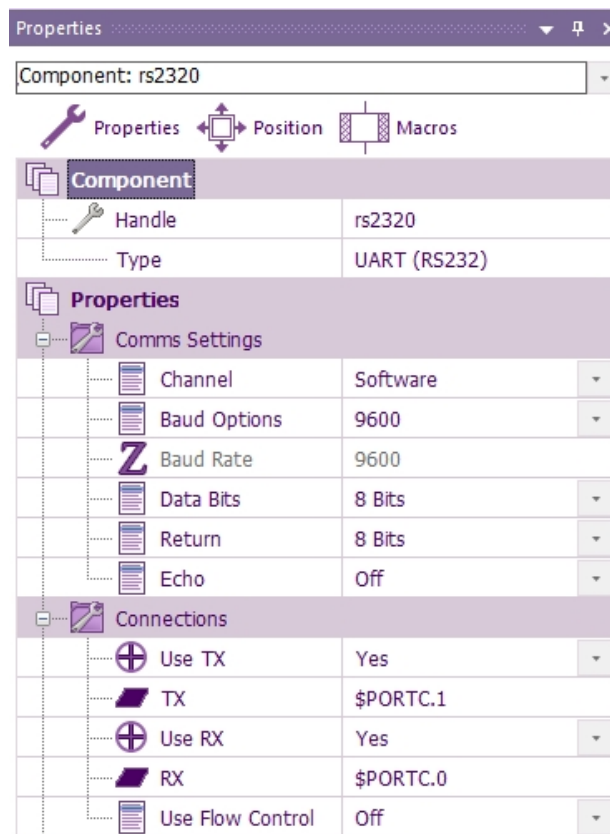 Properties
Component: rs2320
Properties Position Macros
Component
Handle rs2320
Type UART (RS232)
Properties
Comms Settings
Channel Software
Baud Options 9600
Baud Rate 9600
Data Bits 8 Bits
Return 8 Bits
Echo Off
Connections
Use TX Yes
TX $PORTC.1
Use RX Yes
RX $PORTC.0
Use Flow Control Off